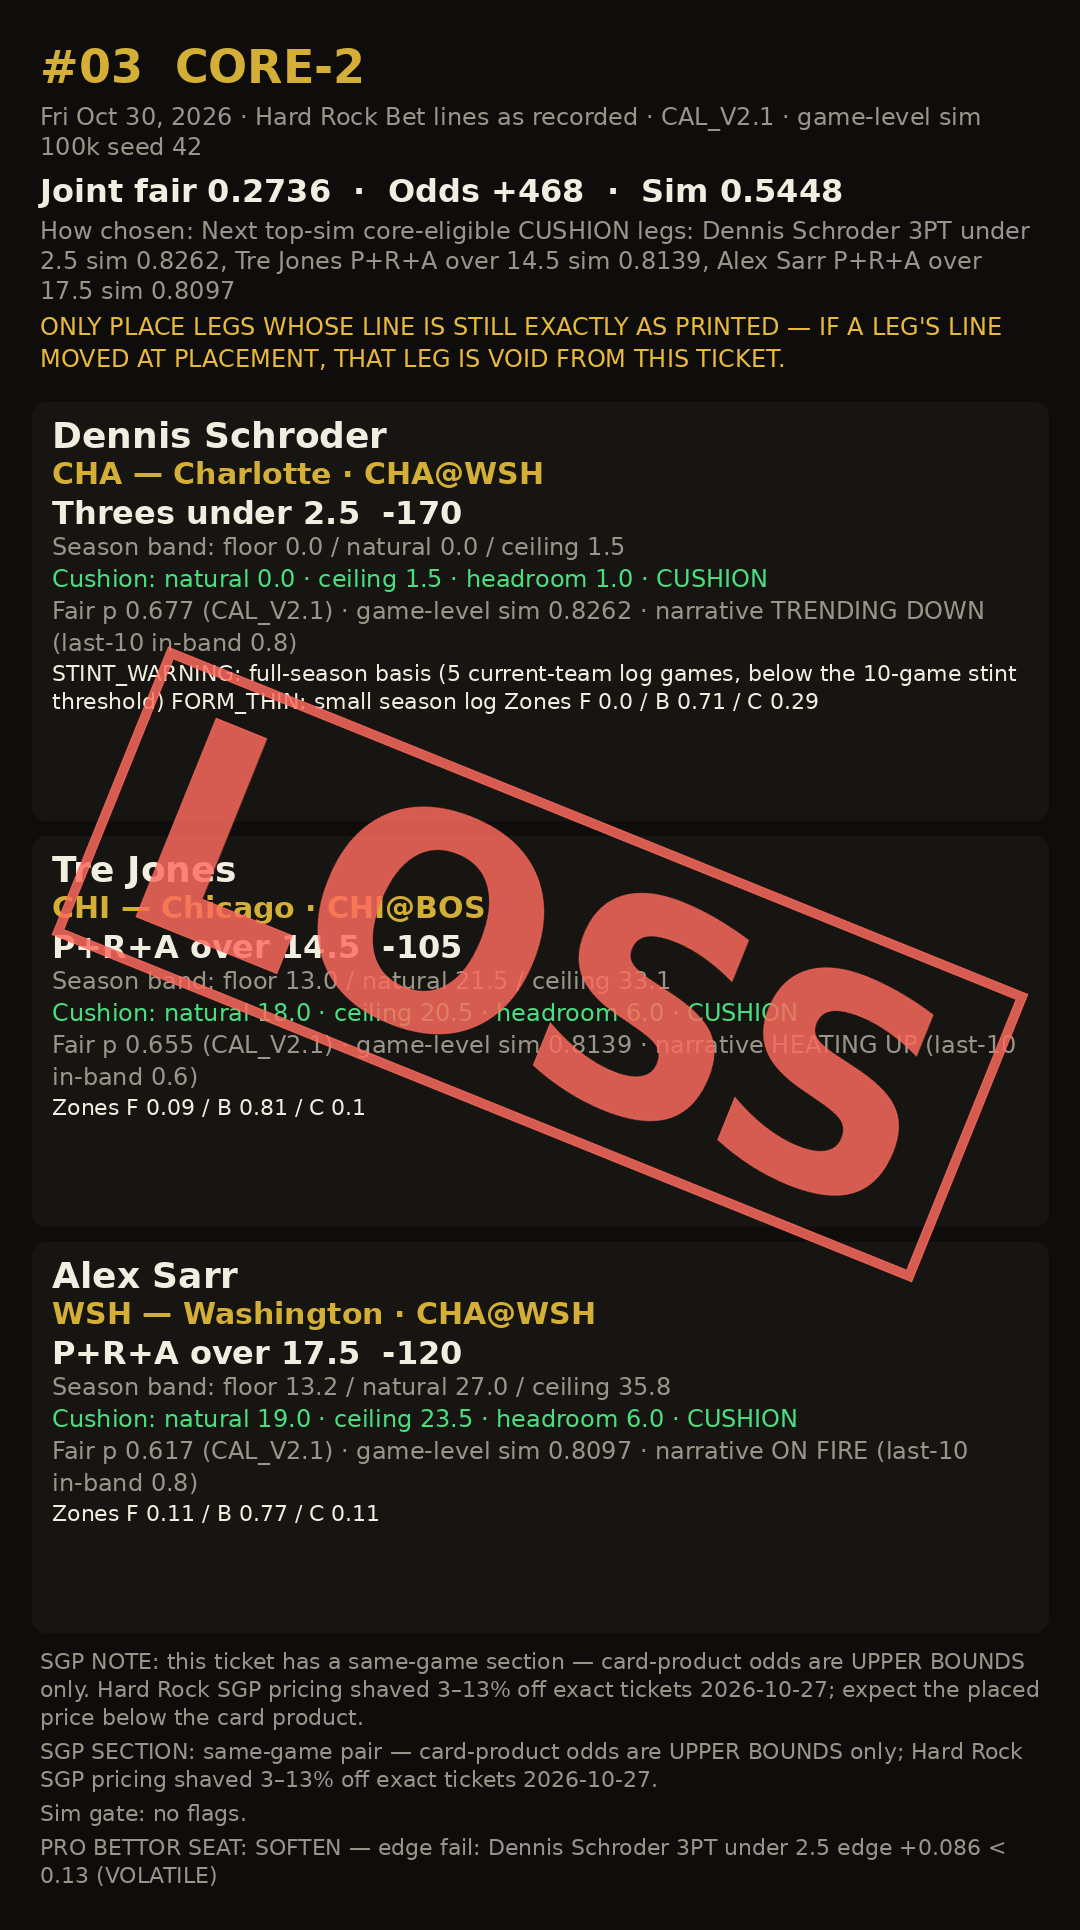 #03 CORE-2
Fri Oct 30, 2026 · Hard Rock Bet lines as recorded · CAL_V2.1 · game-level sim
100k seed 42
Joint fair 0.2736 · Odds +468 · Sim 0.5448
How chosen: Next top-sim core-eligible CUSHION legs: Dennis Schroder 3PT under
2.5 sim 0.8262, Tre Jones P+R+A over 14.5 sim 0.8139, Alex Sarr P+R+A over
17.5 sim 0.8097
ONLY PLACE LEGS WHOSE LINE IS STILL EXACTLY AS PRINTED — IF A LEG'S LINE
MOVED AT PLACEMENT, THAT LEG IS VOID FROM THIS TICKET.
Dennis Schroder
CHA — Charlotte · CHA@WSH
Threes under 2.5 -170
Season band: floor 0.0 / natural 0.0 / ceiling 1.5
Cushion: natural 0.0 · ceiling 1.5 · headroom 1.0 · CUSHION
Fair p 0.677 (CAL_V2.1) · game-level sim 0.8262 · narrative TRENDING DOWN
(last-10 in-band 0.8)
STINT_WARNING: full-season basis (5 current-team log games, below the 10-game stint
threshold) FORM_THIN: small season log Zones F 0.0 / B 0.71 / C 0.29
LOSS
Tre Jones
CHI — Chicago · CHI@BOS
P+R+A over 14.5 -105
Season band: floor 13.0 / natural 21.5 / ceiling 33.1
Cushion: natural 18.0 · ceiling 20.5 · headroom 6.0 · CUSHION
Fair p 0.655 (CAL_V2.1) · game-level sim 0.8139 · narrative HEATING UP (last-10
in-band 0.6)
Zones F 0.09 / B 0.81 / C 0.1
Alex Sarr
WSH — Washington · CHA@WSH
P+R+A over 17.5 -120
Season band: floor 13.2 / natural 27.0 / ceiling 35.8
Cushion: natural 19.0 · ceiling 23.5 · headroom 6.0 · CUSHION
Fair p 0.617 (CAL_V2.1) · game-level sim 0.8097 · narrative ON FIRE (last-10
in-band 0.8)
Zones F 0.11 / B 0.77 / C 0.11
SGP NOTE: this ticket has a same-game section — card-product odds are UPPER BOUNDS
only. Hard Rock SGP pricing shaved 3–13% off exact tickets 2026-10-27; expect the placed
price below the card product.
SGP SECTION: same-game pair — card-product odds are UPPER BOUNDS only; Hard Rock
SGP pricing shaved 3–13% off exact tickets 2026-10-27.
Sim gate: no flags.
PRO BETTOR SEAT: SOFTEN — edge fail: Dennis Schroder 3PT under 2.5 edge +0.086 <
0.13 (VOLATILE)